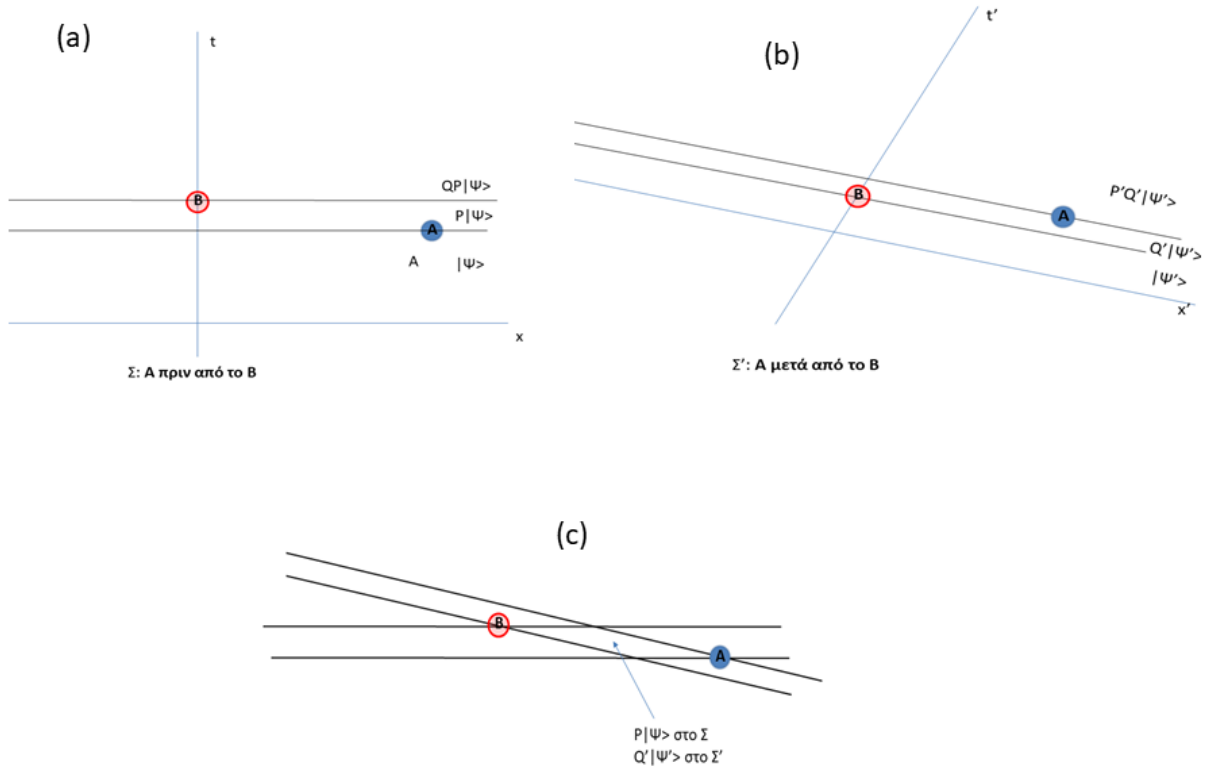 (a)
t
B
QP|Ψ>
P|Ψ>
A
A
|Ψ>
x
Σ: Α πριν από το Β
(b)
t’
B
P’Q’|Ψ’>
A
Q’|Ψ’>
|Ψ’>
x’
Σ’: Α μετά από το Β
(c)
B
A
P|Ψ> στο Σ
Q’|Ψ’> στο Σ’